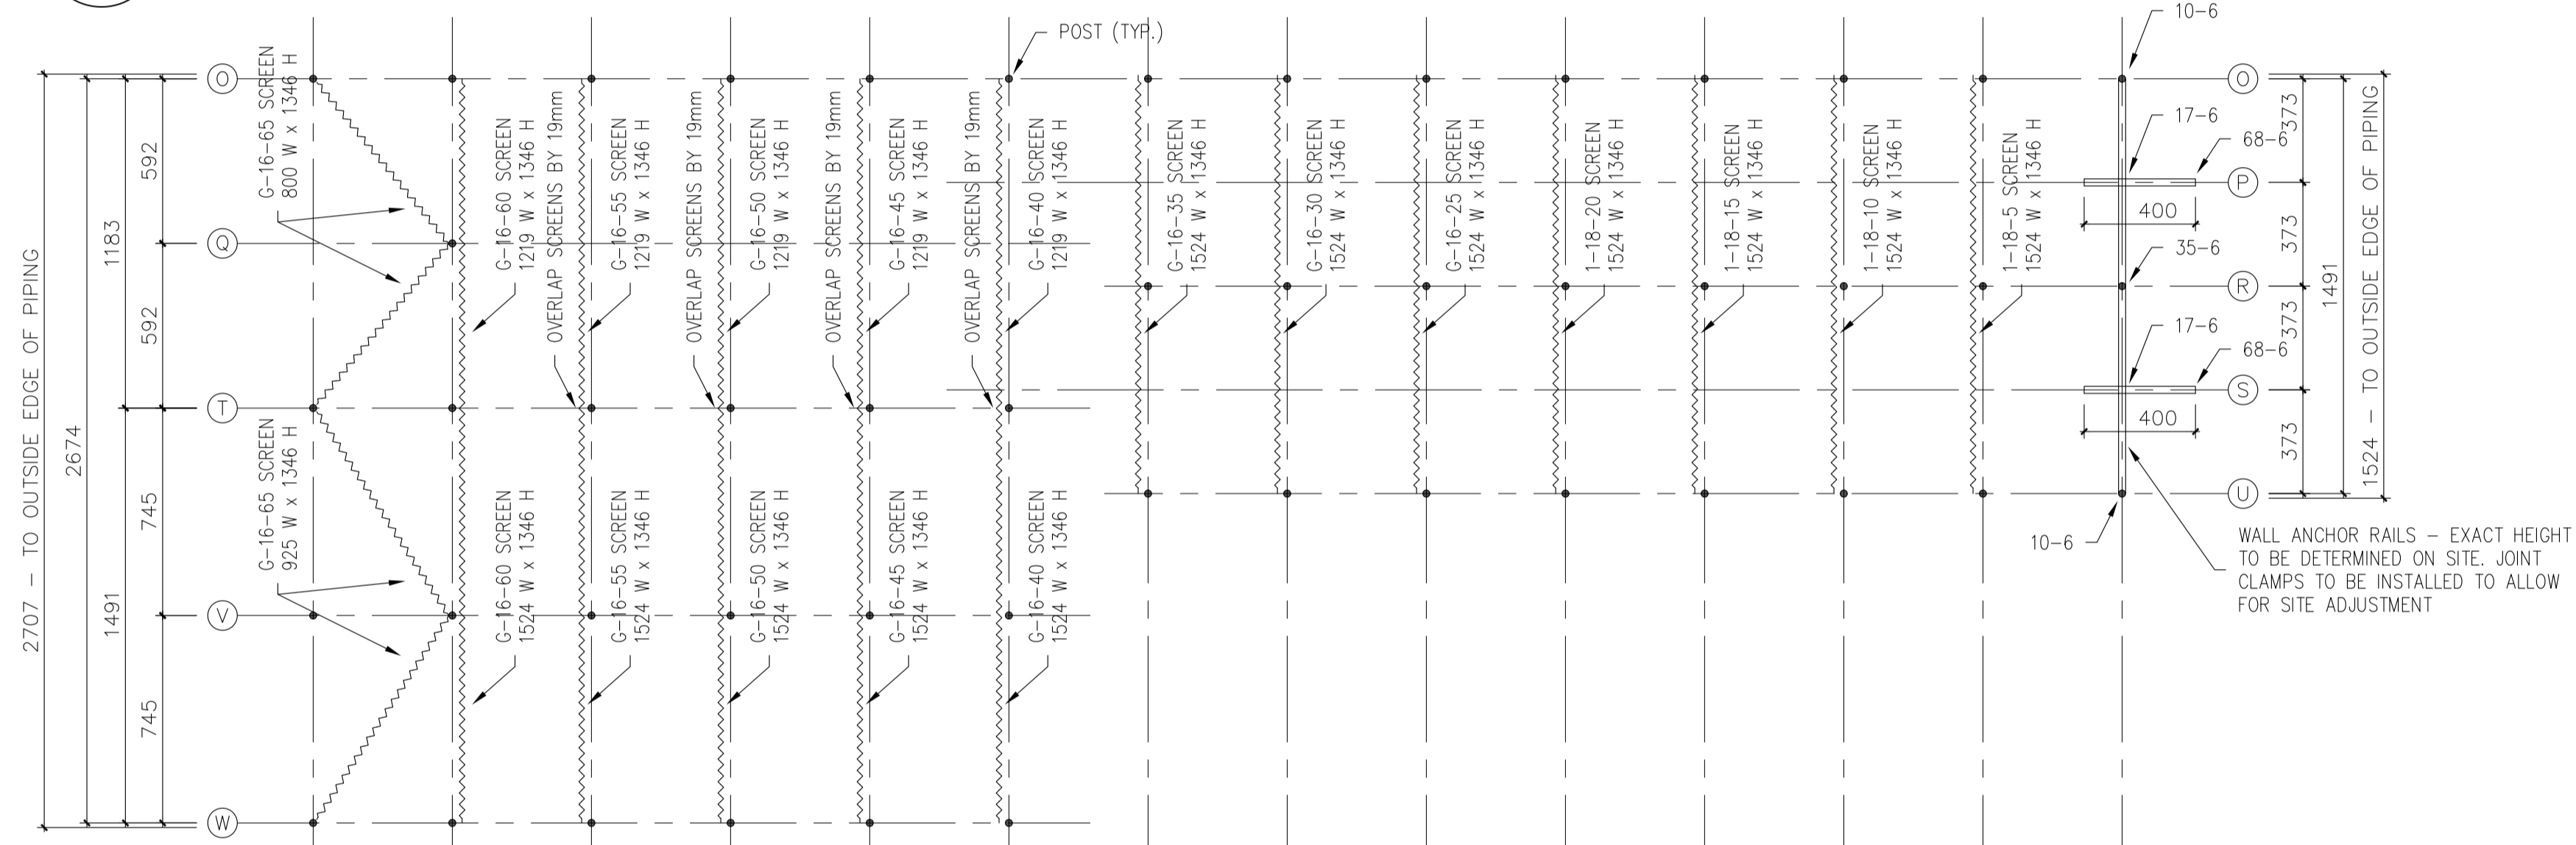 POST (TYP.)
10-6
O
O
G-16-65 SCREEN
800 W x 1346 H
G-16-60 SCREEN
1219 W x 1346 H
OVERLAP SCREENS BY 19mm
G-16-55 SCREEN
1219 W x 1346 H
OVERLAP SCREENS BY 19mm
G-16-50 SCREEN
1219 W x 1346 H
OVERLAP SCREENS BY 19mm
G-16-45 SCREEN
1219 W x 1346 H
OVERLAP SCREENS BY 19mm
G-16-40 SCREEN
1219 W x 1346 H
G-16-35 SCREEN
1524 W x 1346 H
G-16-30 SCREEN
1524 W x 1346 H
G-16-25 SCREEN
1524 W x 1346 H
1-18-20 SCREEN
1524 W x 1346 H
1-18-15 SCREEN
1524 W x 1346 H
1-18-10 SCREEN
1524 W x 1346 H
1-18-5 SCREEN
1524 W x 1346 H
17-6
68-6
373
P
400
373
35-6
R
17-6
68-6
373
S
400
373
U
1491
1524 - TO OUTSIDE EDGE OF PIPING
10-6
WALL ANCHOR RAILS - EXACT HEIGHT
TO BE DETERMINED ON SITE. JOINT
CLAMPS TO BE INSTALLED TO ALLOW
FOR SITE ADJUSTMENT
2707 - TO OUTSIDE EDGE OF PIPING
2674
1183
592
Q
592
T
1491
745
V
745
W
G-16-65 SCREEN
925 W x 1346 H
G-16-60 SCREEN
1524 W x 1346 H
G-16-55 SCREEN
1524 W x 1346 H
G-16-50 SCREEN
1524 W x 1346 H
G-16-45 SCREEN
1524 W x 1346 H
G-16-40 SCREEN
1524 W x 1346 H